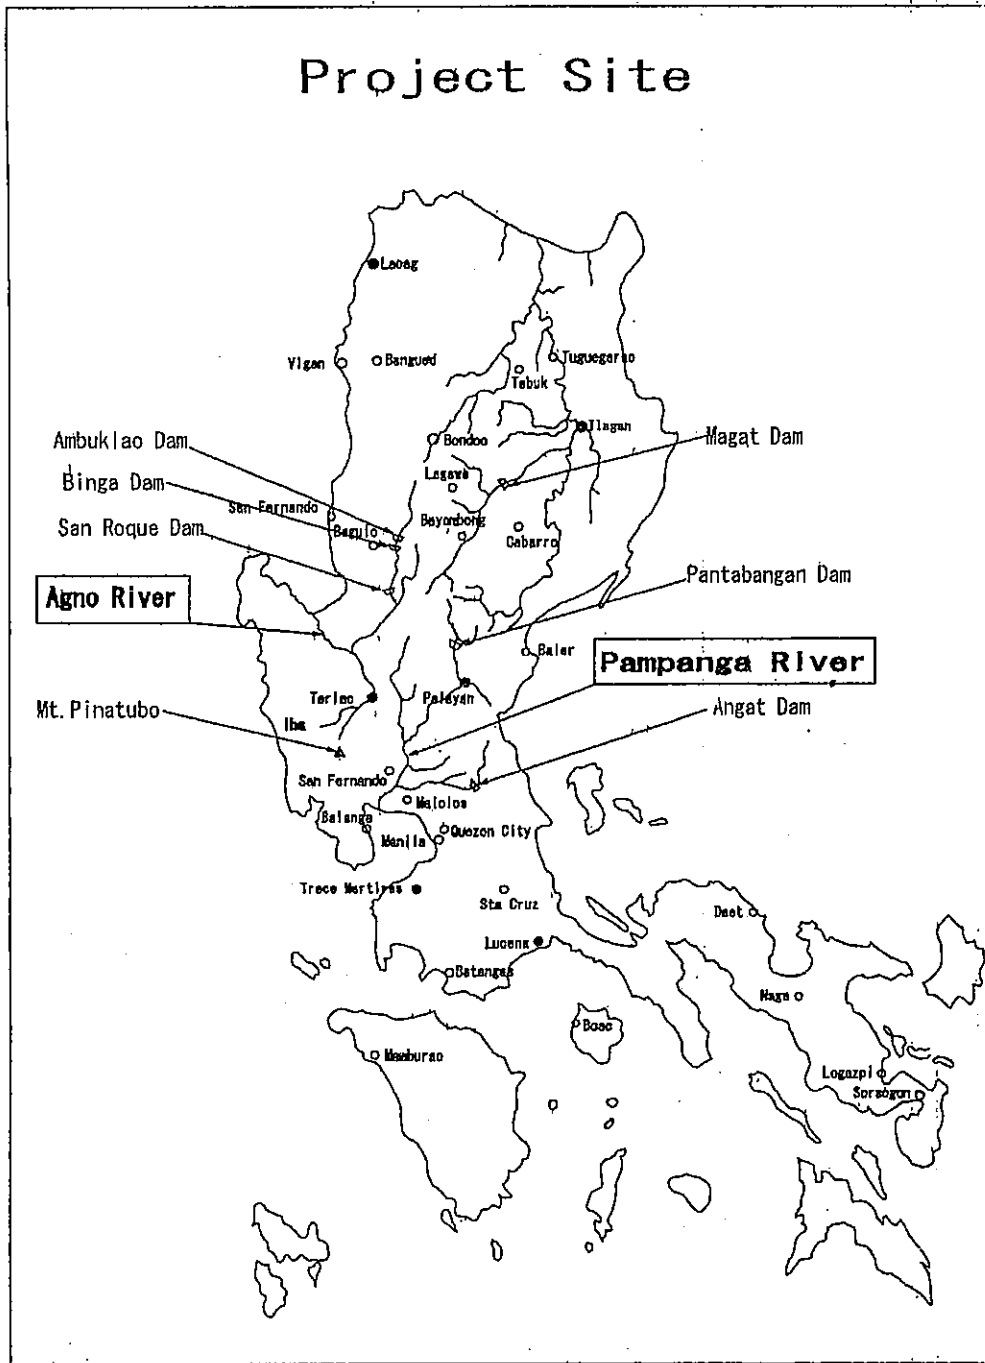 Project Site
Laoag
Vigan
Bangued
Tuguegarao
Tabuk
Ilagan
Ambuklao Dam
Bondoo
Magat Dam
Binga Dam
Lagawe
San Fernando
San Roque Dam
Baguio
Bayombong
Cabarro
Agno River
Pantabangan Dam
Baler
Pampanga River
Tarlac
Palayan
Mt. Pinatubo
Iba
Angat Dam
San Fernando
Malolos
Balanga
Quezon City
Manila
Trece Martires
Sta Cruz
Daet
Lucena
Batangas
Naga
Boac
Mamburao
Legazpi
Sorsogon